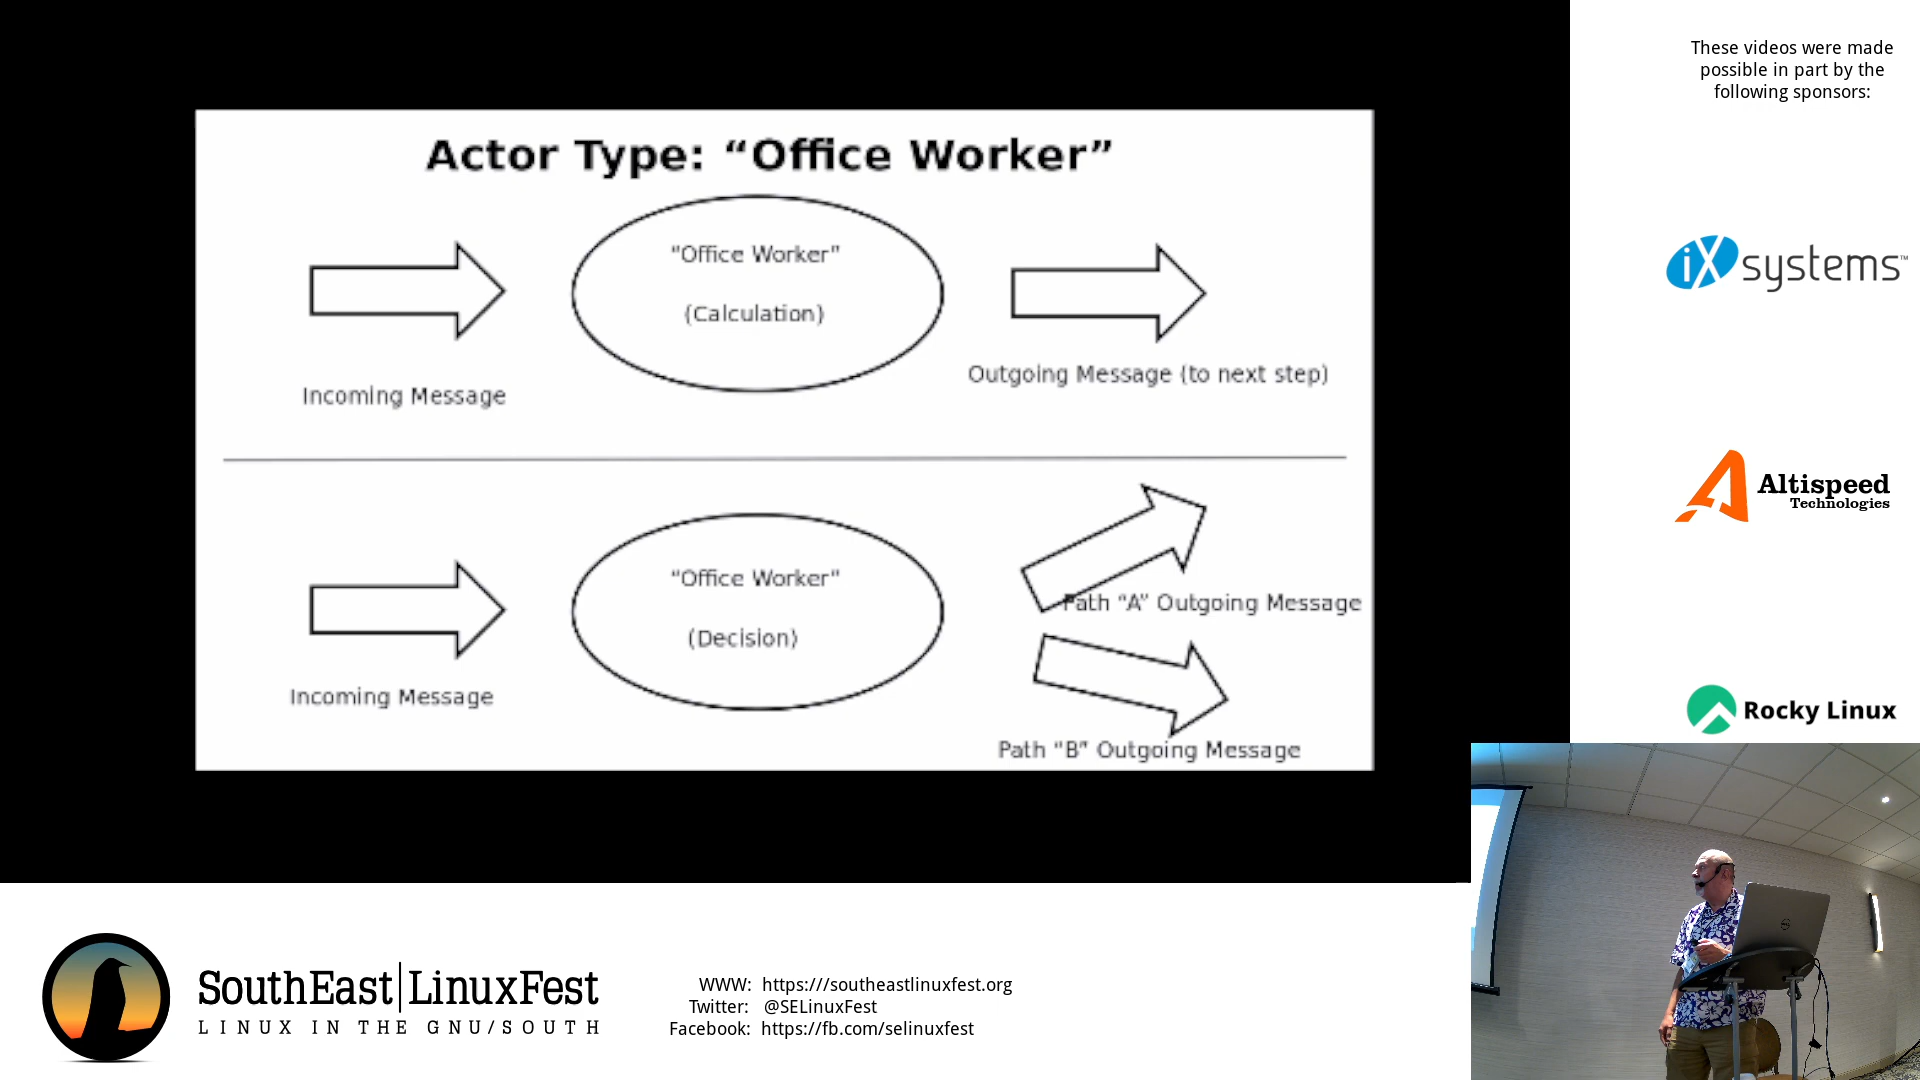 Actor Type: “Office Worker”
"Office Worker"
(Calculation)
Incoming Message
Outgoing Message (to next step)
"Office Worker"
(Decision)
Incoming Message
Path “A” Outgoing Message
Path “B” Outgoing Message
These videos were made
possible in part by the
following sponsors:
iXsystems™
Altispeed
Technologies
Rocky Linux
SouthEast|LinuxFest
LINUX IN THE GNU/SOUTH
WWW: https:///southeastlinuxfest.org
Twitter: @SELinuxFest
Facebook: https://fb.com/selinuxfest